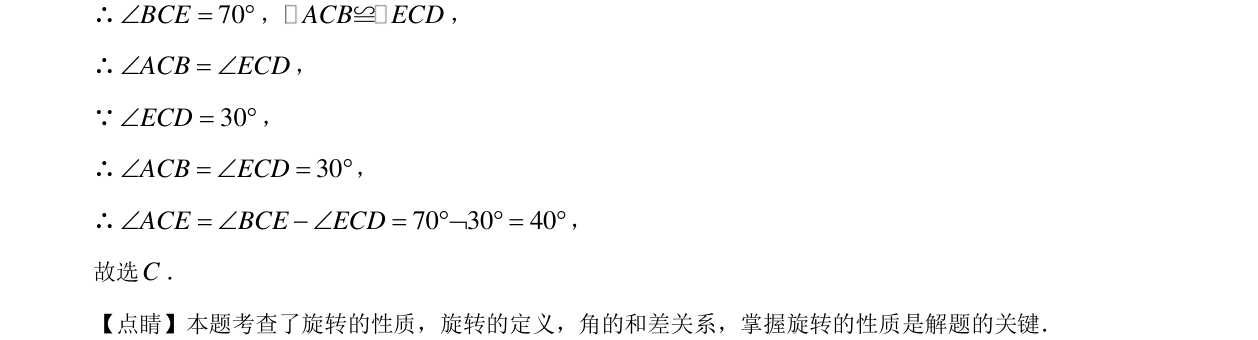 ∴ ∠BCE = 70°，□ACB≌□ECD，
∴ ∠ACB = ∠ECD，
∵ ∠ECD = 30°，
∴ ∠ACB = ∠ECD = 30°，
∴ ∠ACE = ∠BCE − ∠ECD = 70°¬30° = 40°，
故选C．
【点睛】本题考查了旋转的性质，旋转的定义，角的和差关系，掌握旋转的性质是解题的关键．